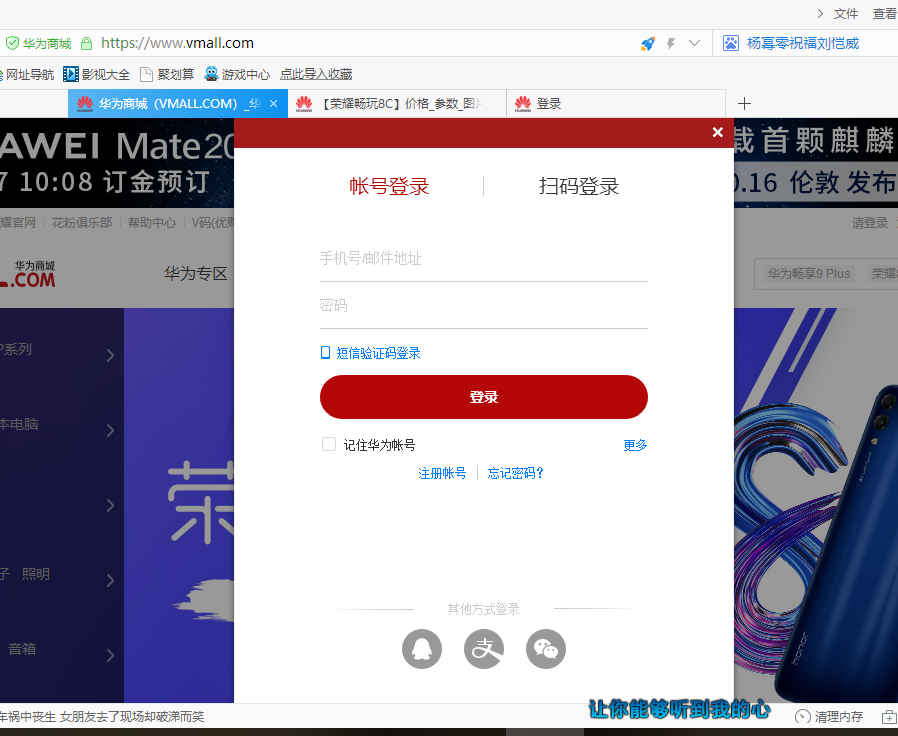 文件 查看
华为商城 https://www.vmall.com 杨幂零祝福刘恺威
网址导航 影视大全 聚划算 游戏中心 点此导入收藏
华为商城（VMALL.COM）_华 × 【荣耀畅玩8C】价格_参数_图片 登录 +
AWEI Mate20 载首颗麒麟
7 10:08 订金预订 0.16 伦敦 发布
×
帐号登录 扫码登录
耀官网 花粉俱乐部 帮助中心 V码(优购 请登录
华为商城
.COM 华为专区 华为畅享9 Plus 荣耀
手机号/邮件地址
密码
P系列
短信验证码登录
登录
本电脑
记住华为帐号 更多
注册帐号 忘记密码?
荣
子 照明
其他方式登录
音箱
honor
车祸中丧生 女朋友去了现场却破涕而笑 让你能够听到我的心 清理内存